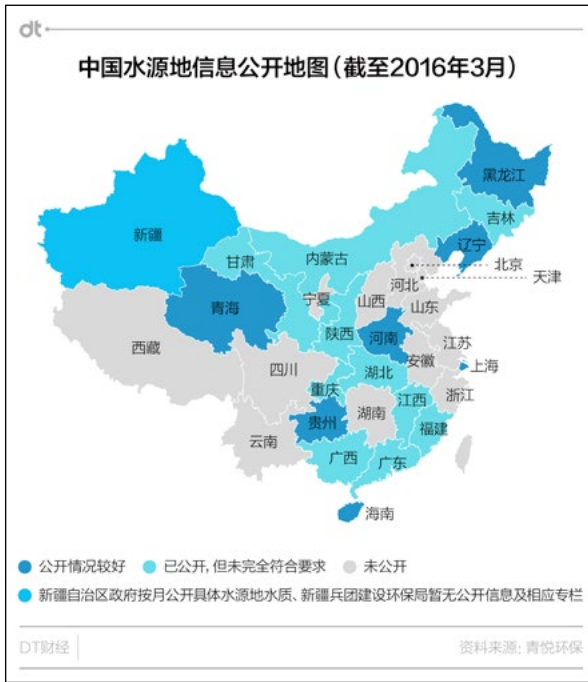 dt
中国水源地信息公开地图(截至2016年3月)
黑龙江
吉林
新疆
辽宁
内蒙古
甘肃
北京
天津
宁夏
河北
山西
山东
青海
陕西
河南
西藏
江苏
安徽
四川
上海
湖北
重庆
浙江
江西
湖南
贵州
福建
云南
广西
广东
海南
公开情况较好 已公开, 但未完全符合要求 未公开
新疆自治区政府按月公开具体水源地水质、新疆兵团建设环保局暂无公开信息及相应专栏
DT财经 资料来源: 青悦环保